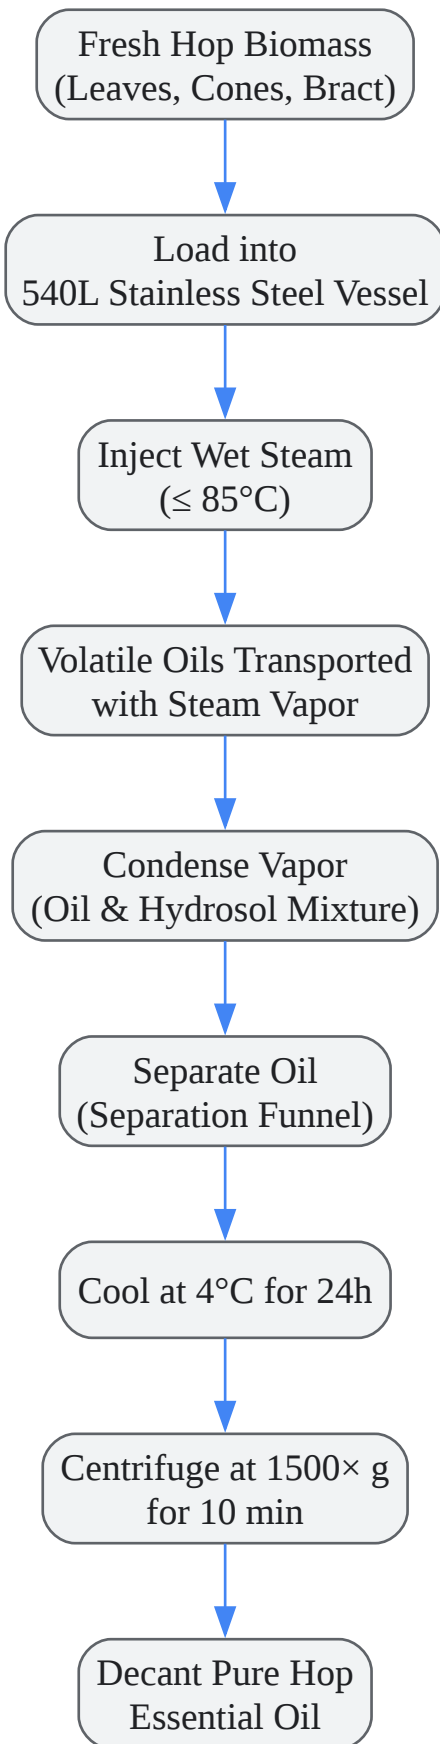 Fresh Hop Biomass
(Leaves, Cones, Bract)
Load into
540L Stainless Steel Vessel
Inject Wet Steam
(≤ 85°C)
Volatile Oils Transported
with Steam Vapor
Condense Vapor
(Oil & Hydrosol Mixture)
Separate Oil
(Separation Funnel)
Cool at 4°C for 24h
Centrifuge at 1500× g
for 10 min
Decant Pure Hop
Essential Oil